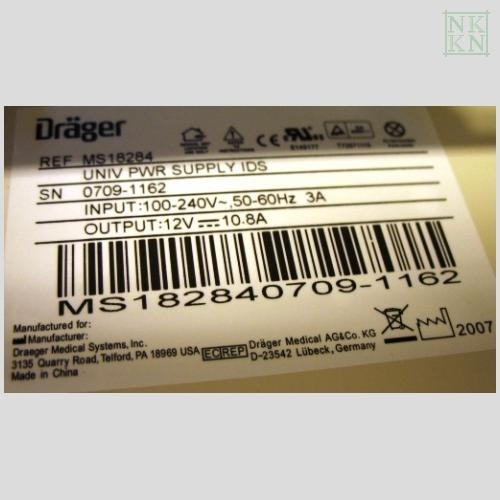 NK
KN
Dräger
REF MS18284
UNIV PWR SUPPLY IDS
SN 0709-1162
INPUT:100-240V~,50-60Hz 3A
OUTPUT:12V⎓10.8A
MS182840709-1162
Manufactured for:
Manufacturer:
Draeger Medical Systems, Inc.
3135 Quarry Road, Telford, PA 18969 USA
Made in China
EC REP
Dräger Medical AG&Co. KG
D-23542 Lübeck, Germany
2007